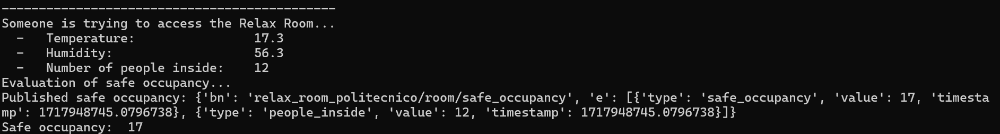 ---------------------------------------------
Someone is trying to access the Relax Room...
  -   Temperature:                17.3
  -   Humidity:                   56.3
  -   Number of people inside:    12
Evaluation of safe occupancy...
Published safe occupancy: {'bn': 'relax_room_politecnico/room/safe_occupancy', 'e': [{'type': 'safe_occupancy', 'value': 17, 'timesta
mp': 1717948745.0796738}, {'type': 'people_inside', 'value': 12, 'timestamp': 1717948745.0796738}]}
Safe occupancy:  17